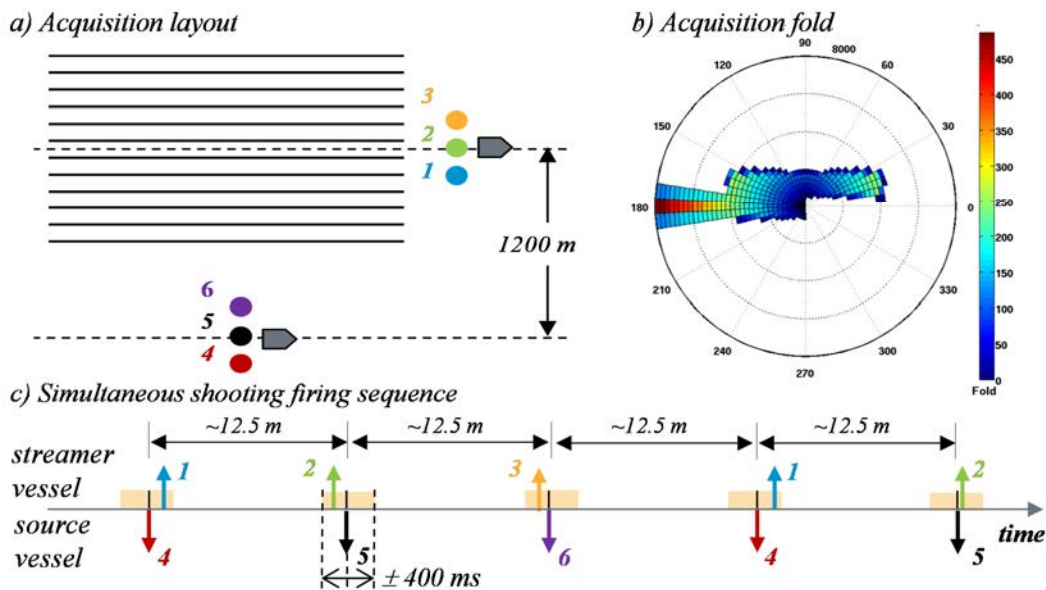 a) Acquisition layout
3
2
1
1200 m
6
5
4
b) Acquisition fold
90
8000
120
60
150
30
180
0
210
330
240
300
270
450
400
350
300
250
200
150
100
50
0
Fold
c) Simultaneous shooting firing sequence
~12.5 m
~12.5 m
~12.5 m
~12.5 m
streamer
vessel
1
2
3
1
2
source
vessel
4
5
6
4
5
time
± 400 ms